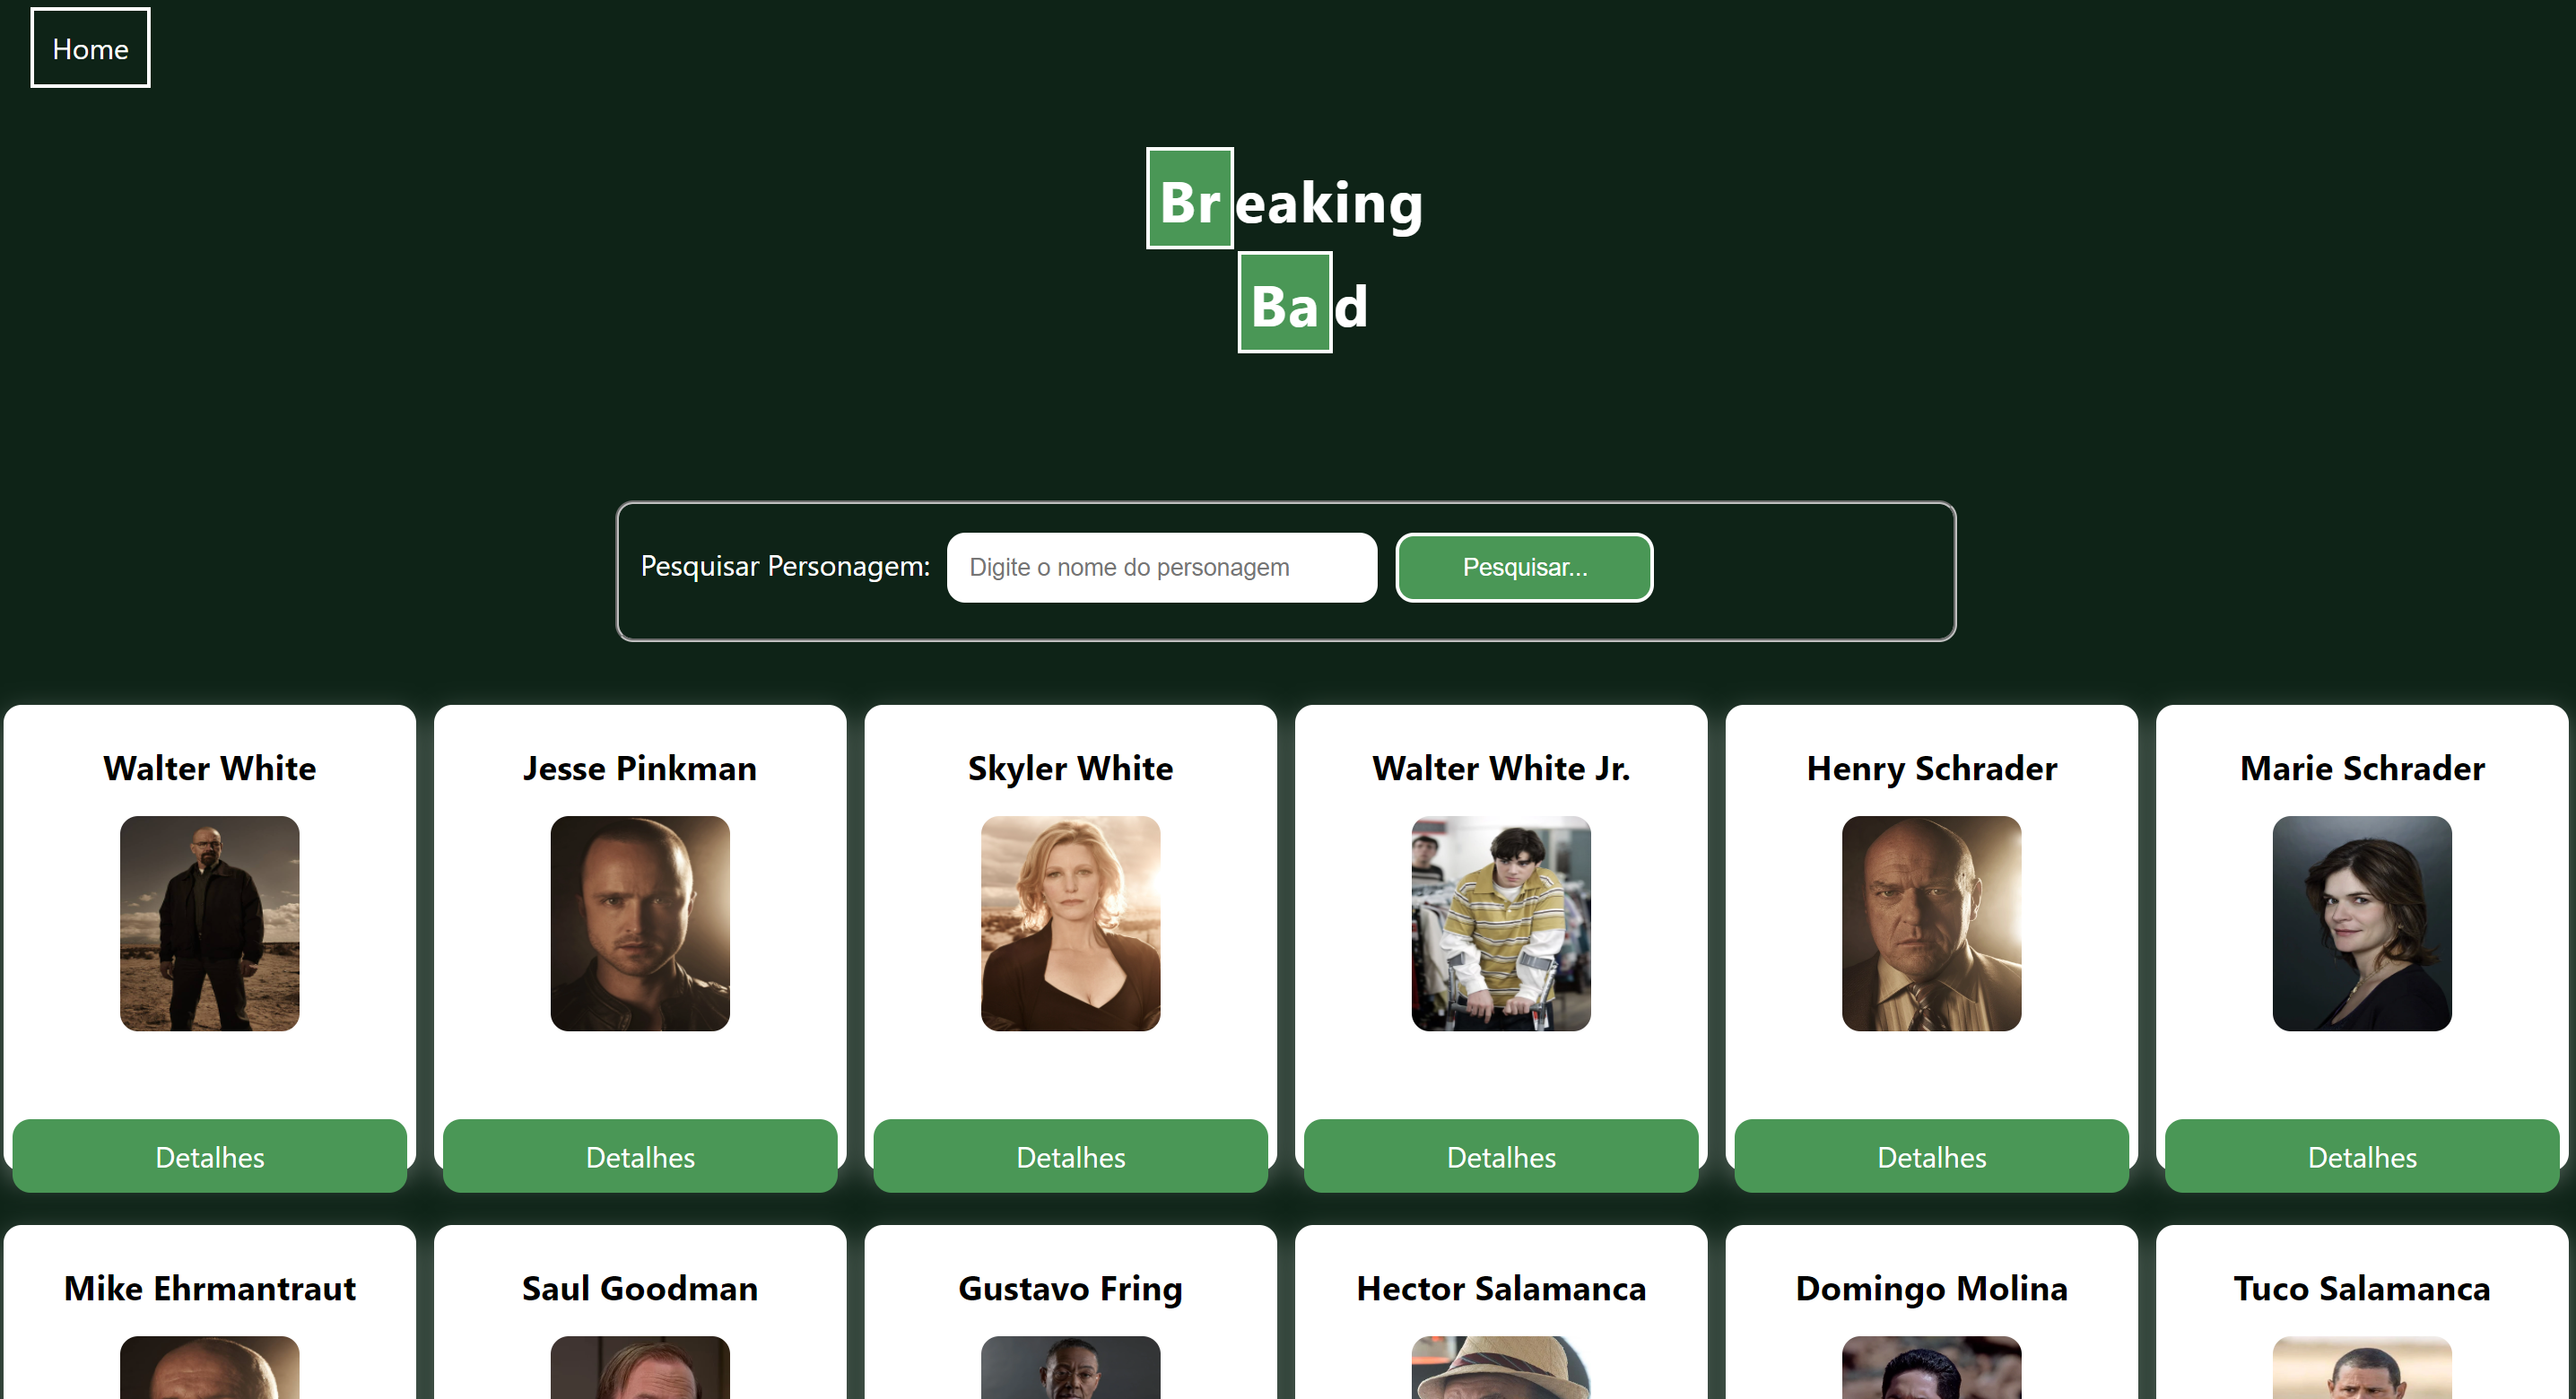 Home
Breaking
Bad
Pesquisar Personagem: Digite o nome do personagem Pesquisar...
Walter White Jesse Pinkman Skyler White Walter White Jr. Henry Schrader Marie Schrader
Detalhes Detalhes Detalhes Detalhes Detalhes Detalhes
Mike Ehrmantraut Saul Goodman Gustavo Fring Hector Salamanca Domingo Molina Tuco Salamanca